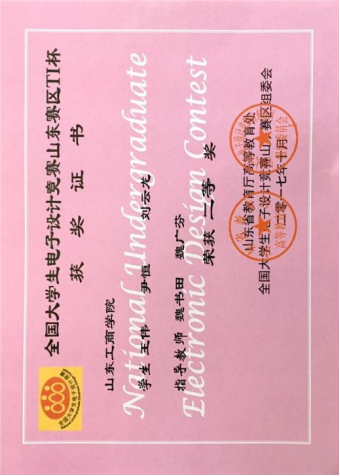 全国大学生电子设计竞赛山东赛区TI杯
获奖证书
山东工商学院
National Undergraduate
学生 王伟 尹恒 刘云龙
指导教师 魏书田 魏广芬
Electronic Design Contest
荣获 二等 奖
山东省教育厅高等教育处
全国大学生电子设计竞赛山东赛区组委会
二零一七年十月